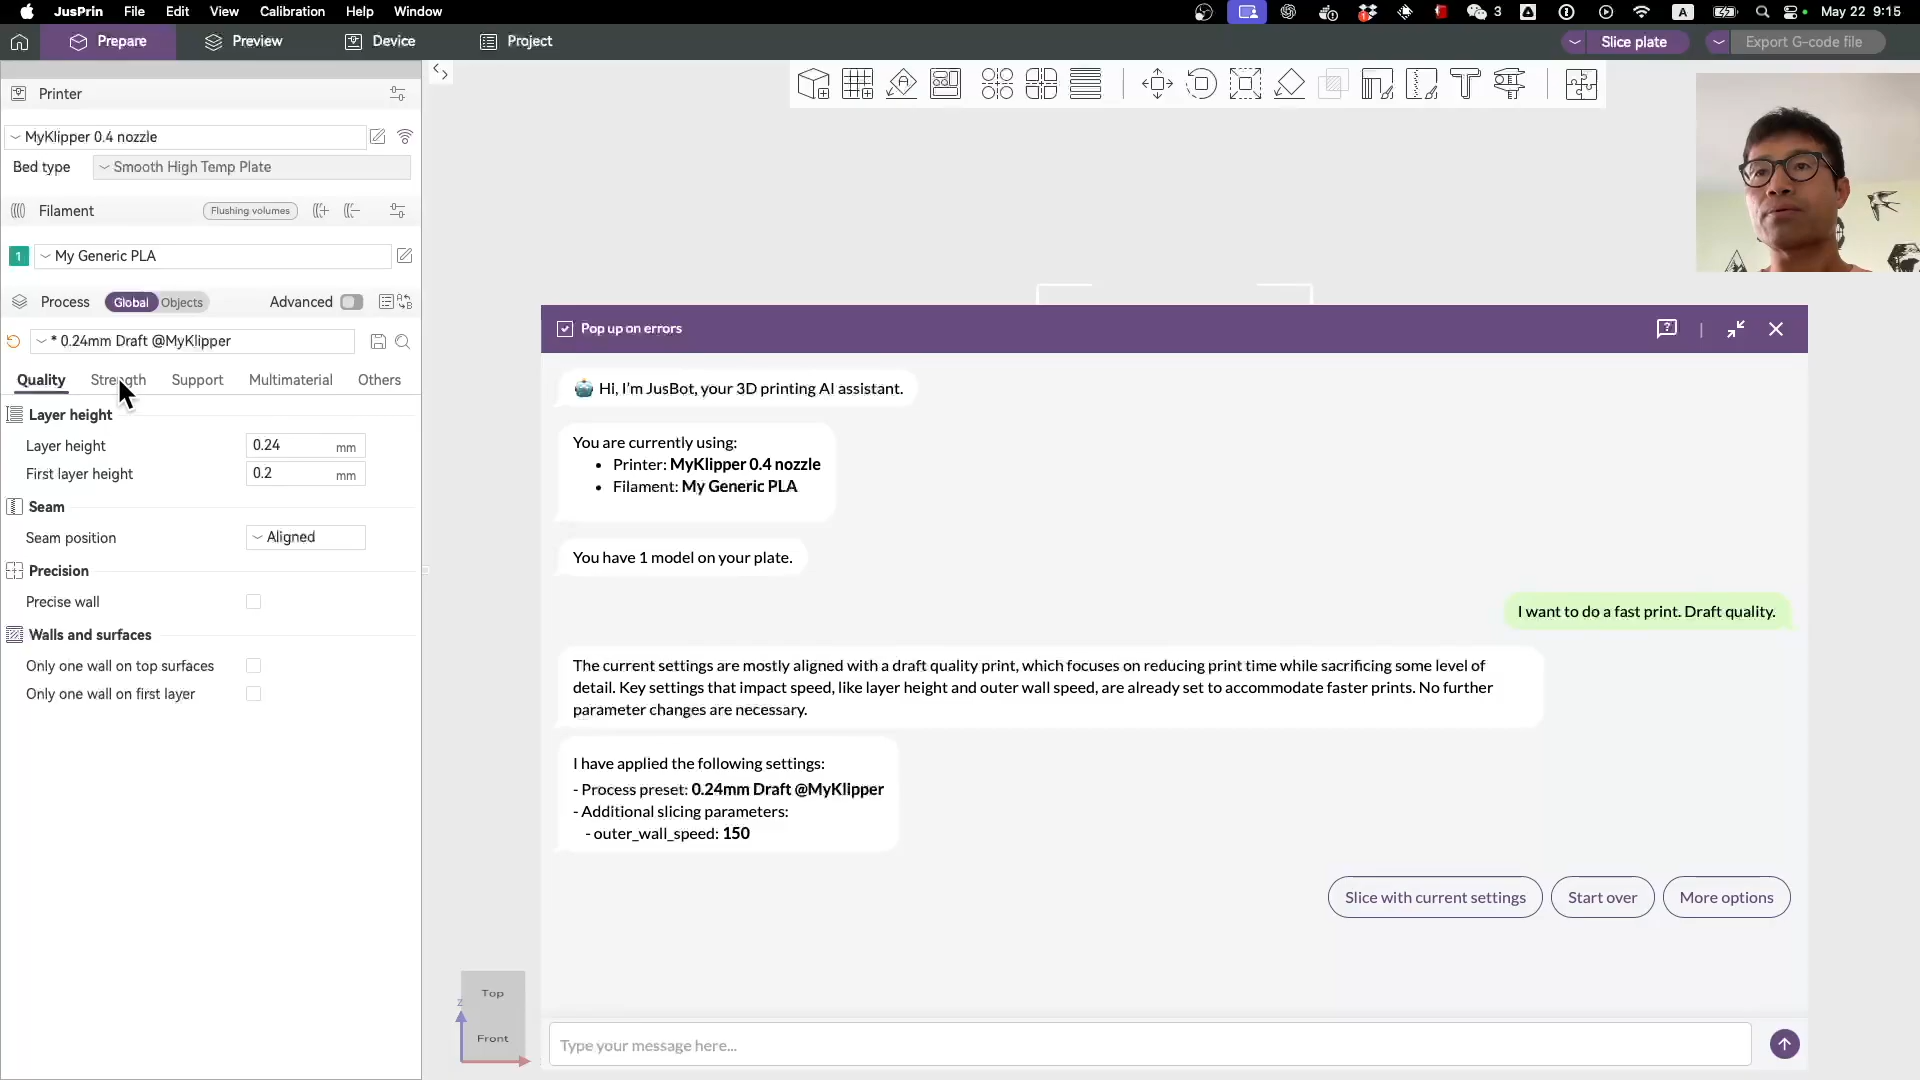 JusPrin File Edit View Calibration Help Window 3 A May 22 9:15
Prepare Preview Device Project Slice plate Export G-code file
Printer
MyKlipper 0.4 nozzle
Bed type Smooth High Temp Plate
Filament Flushing volumes
1 My Generic PLA
Process Global Objects Advanced
* 0.24mm Draft @MyKlipper
Quality Strength Support Multimaterial Others
Layer height
Layer height 0.24 mm
First layer height 0.2 mm
Seam
Seam position Aligned
Precision
Precise wall
Walls and surfaces
Only one wall on top surfaces
Only one wall on first layer
Pop up on errors
Hi, I'm JusBot, your 3D printing AI assistant.
You are currently using:
• Printer: MyKlipper 0.4 nozzle
• Filament: My Generic PLA
You have 1 model on your plate.
I want to do a fast print. Draft quality.
The current settings are mostly aligned with a draft quality print, which focuses on reducing print time while sacrificing some level of
detail. Key settings that impact speed, like layer height and outer wall speed, are already set to accommodate faster prints. No further
parameter changes are necessary.
I have applied the following settings:
- Process preset: 0.24mm Draft @MyKlipper
- Additional slicing parameters:
- outer_wall_speed: 150
Slice with current settings Start over More options
Top
z
Front
Type your message here...